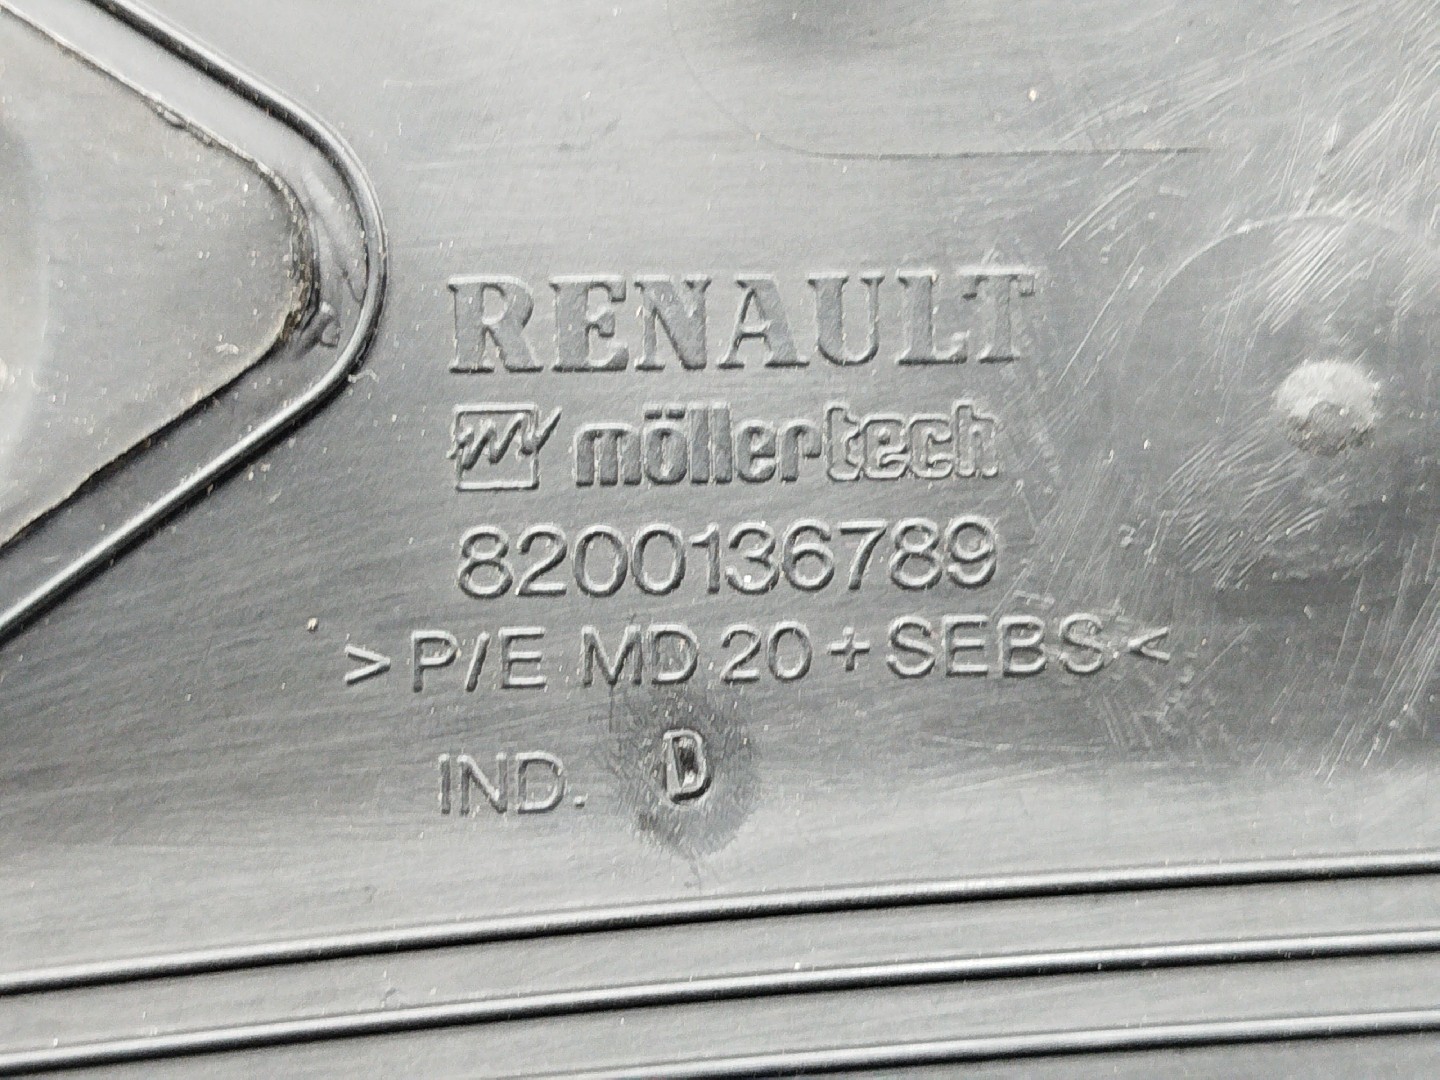 RENAULT
möllertech
8200136789
>P/E MD 20+SEBS<
IND. D